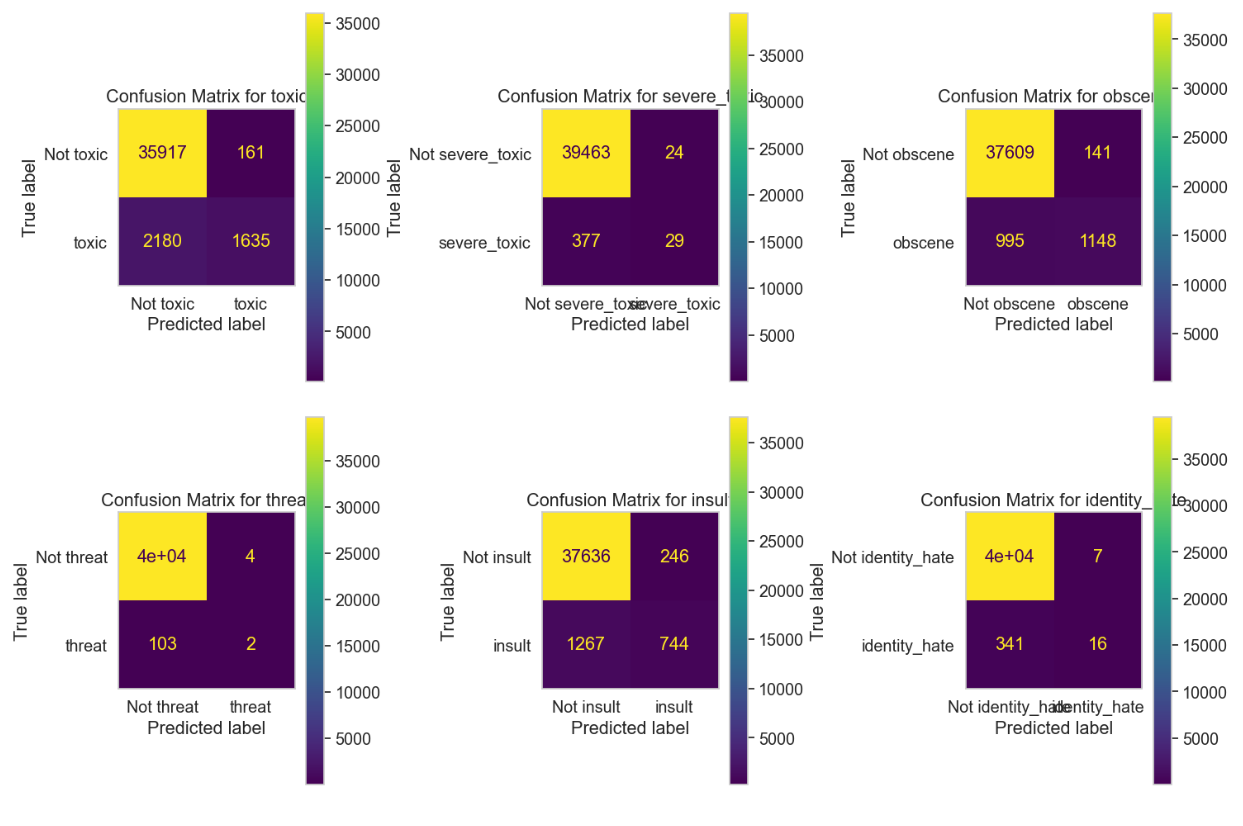 Confusion Matrix for toxic
35000
30000
25000
20000
15000
10000
5000
True label
Not toxic
35917 161
toxic
2180 1635
Not toxic toxic
Predicted label
Confusion Matrix for severe_toxic
35000
30000
25000
20000
15000
10000
5000
True label
Not severe_toxic
39463 24
severe_toxic
377 29
Not severe_toxic severe_toxic
Predicted label
Confusion Matrix for obscen
35000
30000
25000
20000
15000
10000
5000
True label
Not obscene
37609 141
obscene
995 1148
Not obscene obscene
Predicted label
Confusion Matrix for threa
35000
30000
25000
20000
15000
10000
5000
True label
Not threat
4e+04 4
threat
103 2
Not threat threat
Predicted label
Confusion Matrix for insult
35000
30000
25000
20000
15000
10000
5000
True label
Not insult
37636 246
insult
1267 744
Not insult insult
Predicted label
Confusion Matrix for identity_hate
35000
30000
25000
20000
15000
10000
5000
True label
Not identity_hate
4e+04 7
identity_hate
341 16
Not identity_hate identity_hate
Predicted label